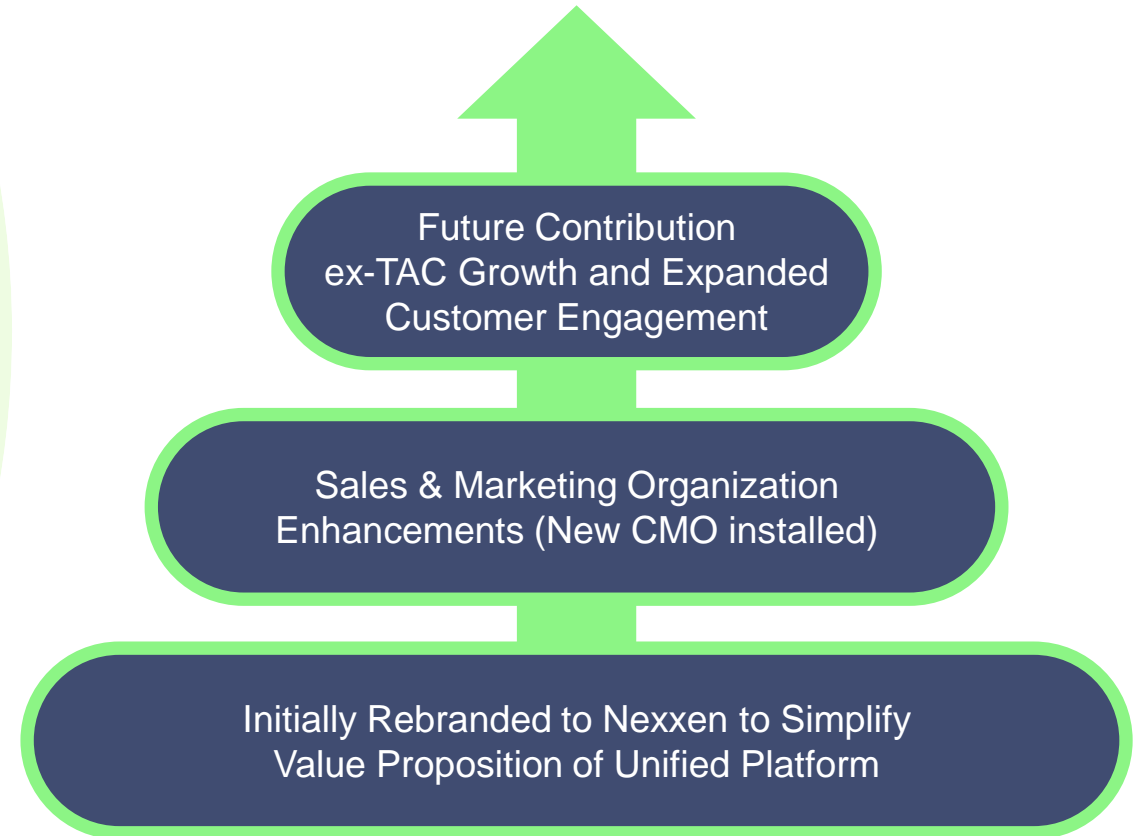 Future Contribution
ex-TAC Growth and Expanded
Customer Engagement
Sales & Marketing Organization
Enhancements (New CMO installed)
Initially Rebranded to Nexxen to Simplify
Value Proposition of Unified Platform